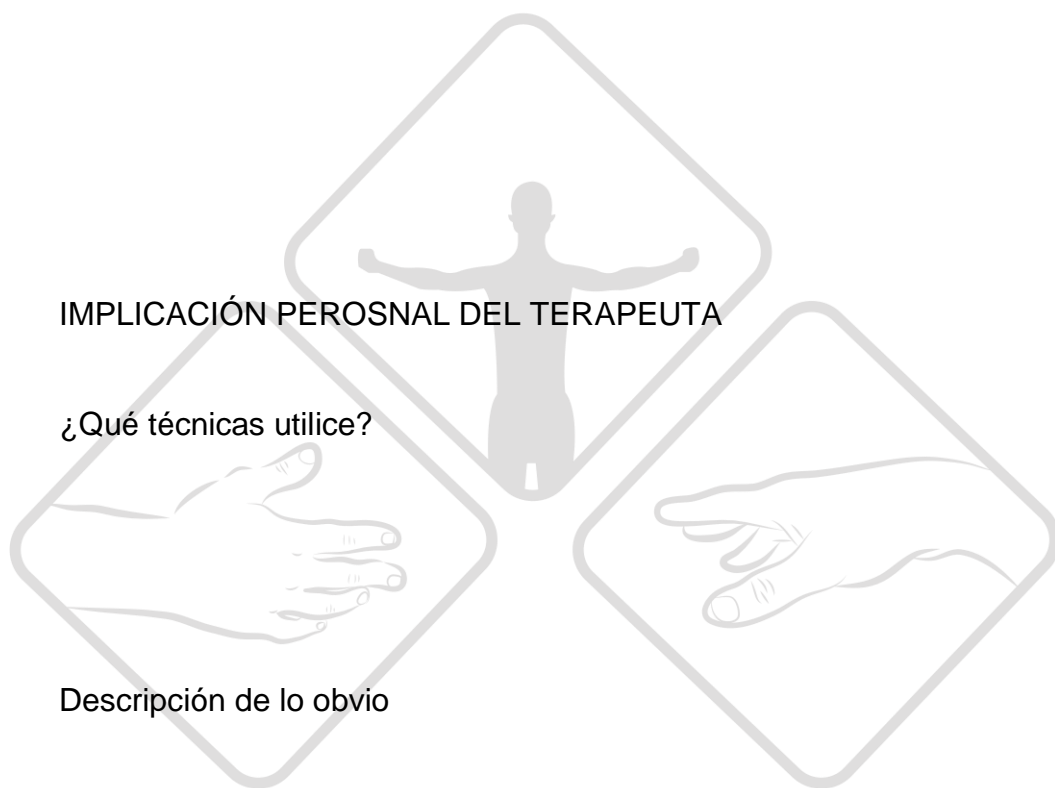 IMPLICACIÓN PEROSNAL DEL TERAPEUTA
¿Qué técnicas utilice?
Descripción de lo obvio